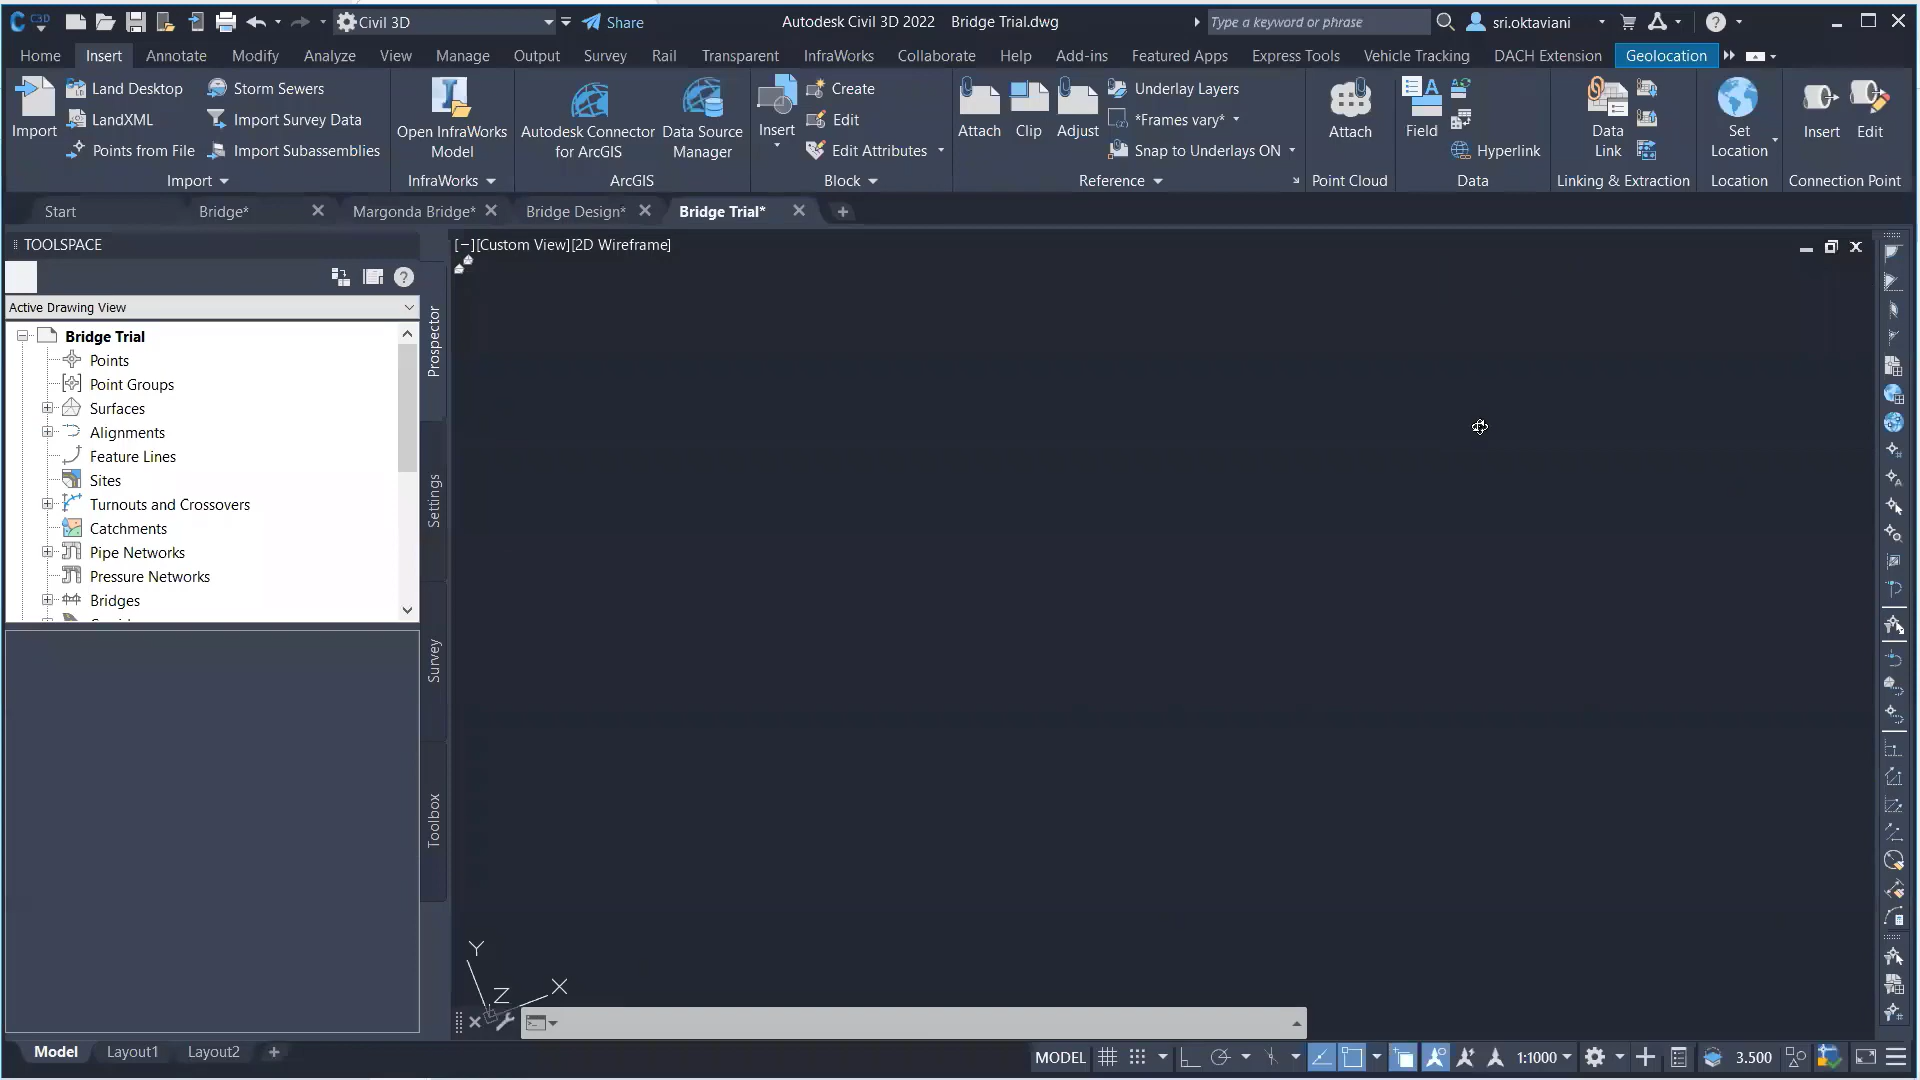 C3D
Civil 3D
Share
Autodesk Civil 3D 2022 Bridge Trial.dwg
Type a keyword or phrase
sri.oktaviani
Home Insert Annotate Modify Analyze View Manage Output Survey Rail Transparent InfraWorks Collaborate Help Add-ins Featured Apps Express Tools Vehicle Tracking DACH Extension Geolocation
Import
Land Desktop
LandXML
Points from File
Storm Sewers
Import Survey Data
Import Subassemblies
Import
Open InfraWorks
Model
InfraWorks
Autodesk Connector
for ArcGIS
Data Source
Manager
ArcGIS
Insert
Create
Edit
Edit Attributes
Block
Attach
Clip
Adjust
Underlay Layers
*Frames vary*
Snap to Underlays ON
Reference
Attach
Point Cloud
Field
Hyperlink
Data
Data
Link
Linking & Extraction
Set
Location
Location
Insert
Edit
Connection Point
Start
Bridge*
Margonda Bridge*
Bridge Design*
Bridge Trial*
TOOLSPACE
Active Drawing View
Bridge Trial
Points
Point Groups
Surfaces
Alignments
Feature Lines
Sites
Turnouts and Crossovers
Catchments
Pipe Networks
Pressure Networks
Bridges
Prospector
Settings
Survey
Toolbox
[−][Custom View][2D Wireframe]
Y
Z
X
Model
Layout1
Layout2
MODEL
1:1000
3.500